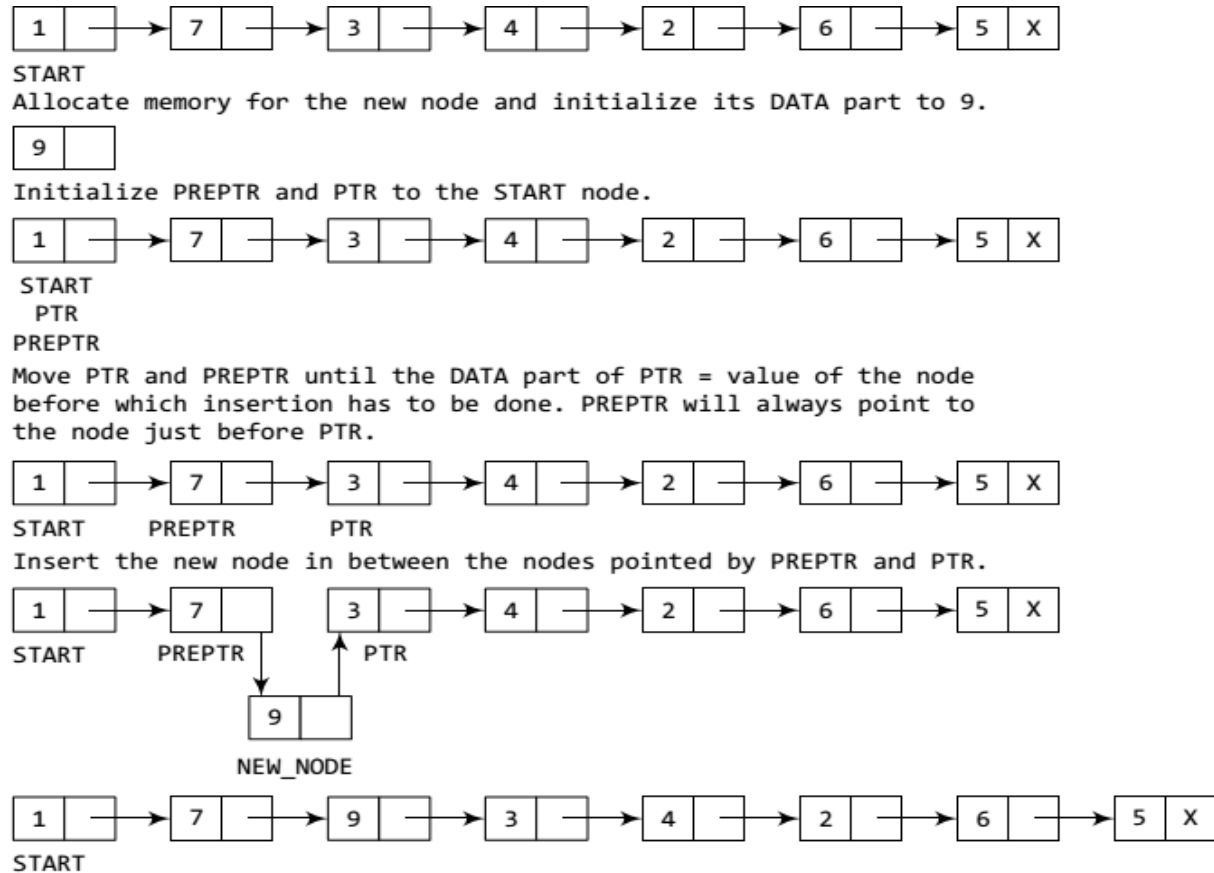 1 7 3 4 2 6 5 X
START
Allocate memory for the new node and initialize its DATA part to 9.
9
Initialize PREPTR and PTR to the START node.
1 7 3 4 2 6 5 X
START
PTR
PREPTR
Move PTR and PREPTR until the DATA part of PTR = value of the node
before which insertion has to be done. PREPTR will always point to
the node just before PTR.
1 7 3 4 2 6 5 X
START PREPTR PTR
Insert the new node in between the nodes pointed by PREPTR and PTR.
1 7 3 4 2 6 5 X
START PREPTR PTR
9
NEW_NODE
1 7 9 3 4 2 6 5 X
START